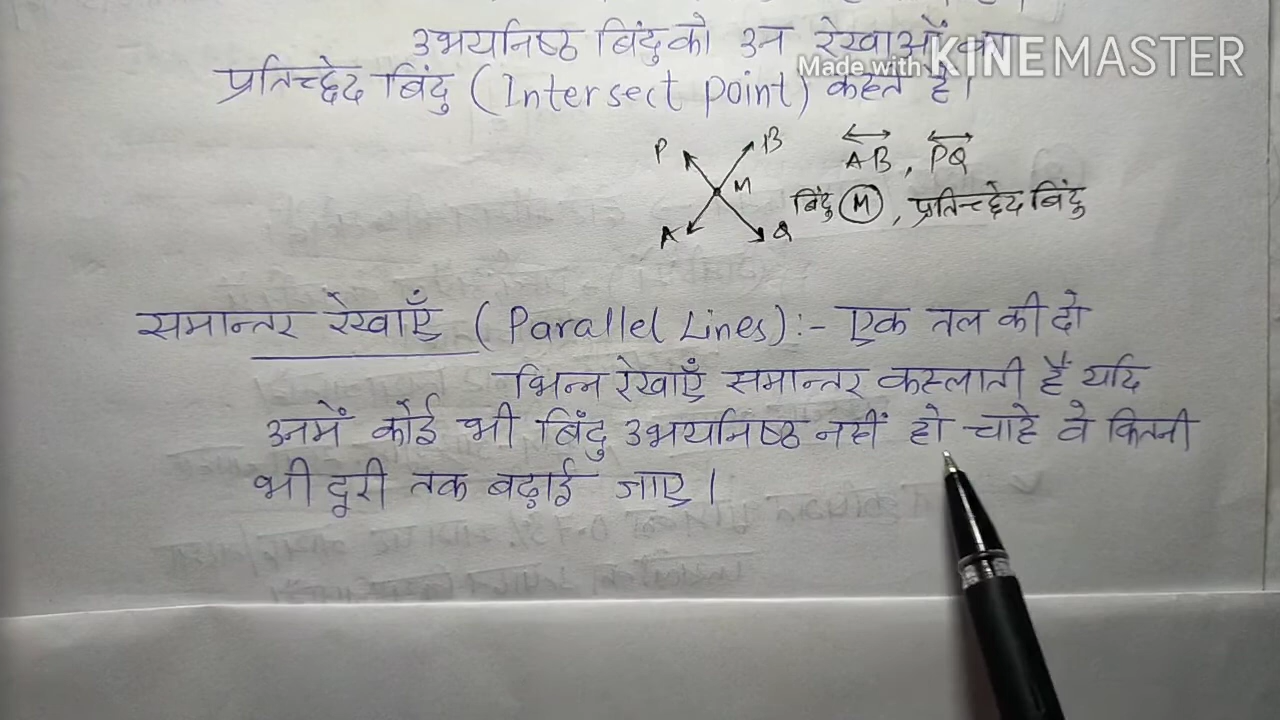 उभयनिष्ठ बिंदु को उन रेखाओं का
Made with KINEMASTER
प्रतिच्छेद बिंदु (Intersect point) कहते है।
P B
M
A Q
AB, PQ
बिंदु M, प्रतिच्छेद बिंदु
समान्तर रेखाएँ (Parallel Lines):- एक तल की दो
भिन्न रेखाएँ समान्तर कहलाती हैं यदि
उनमें कोई भी बिंदु उभयनिष्ठ नहीं हो चाहे वे कितनी
भी दूरी तक बढ़ाई जाए।